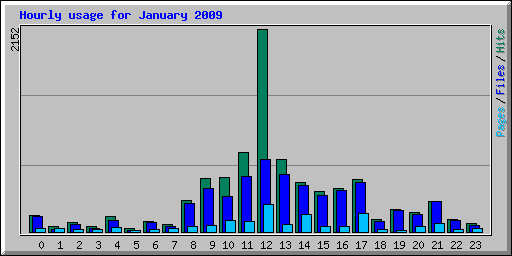 Hourly usage for January 2009
2152
Pages/Files/Hits
0 1 2 3 4 5 6 7 8 9 10 11 12 13 14 15 16 17 18 19 20 21 22 23